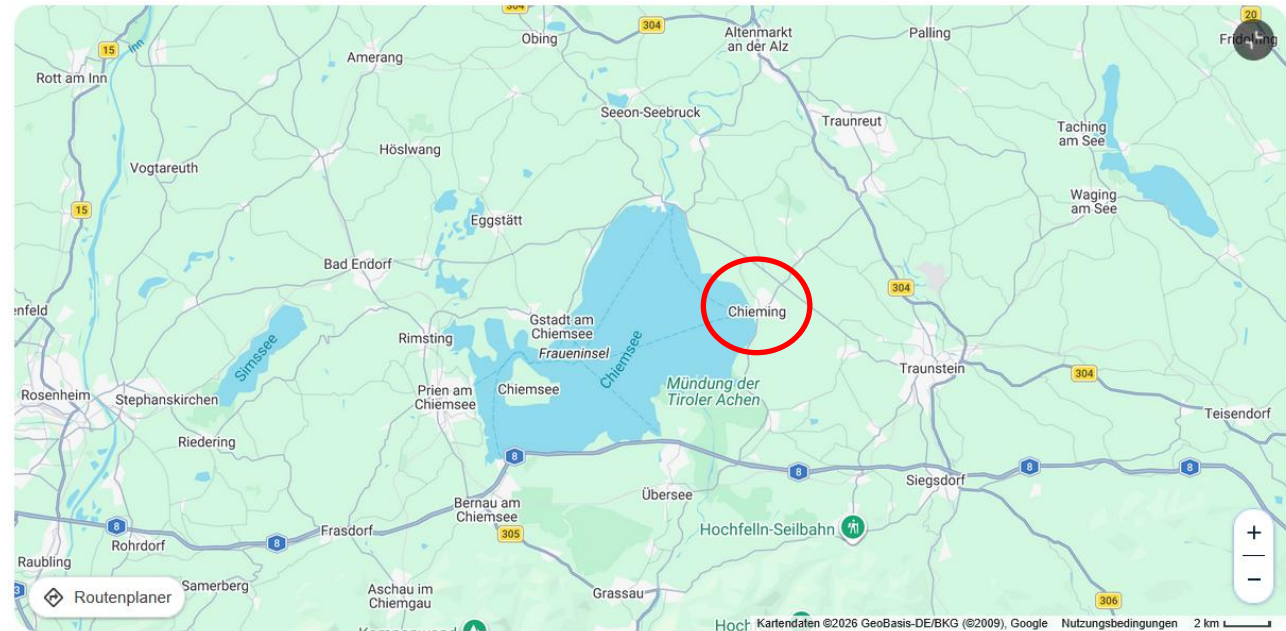 304
304
20
15
Inn
Obing
Altenmarkt
an der Alz
Palling
Fridolfing
Rott am Inn
Amerang
Seeon-Seebruck
Traunreut
Taching
am See
Höslwang
Vogtareuth
Waging
am See
15
Eggstätt
Bad Endorf
304
enfeld
Chieming
Gstadt am
Chiemsee
Fraueninsel
Rimsting
Simssee
Chiemsee
Traunstein
304
Rosenheim
Stephanskirchen
Prien am
Chiemsee
Chiemsee
Mündung der
Tiroler Achen
Teisendorf
Riedering
8
8
8
8
Siegsdorf
Übersee
Bernau am
Chiemsee
305
Hochfelln-Seilbahn
8
Rohrdorf
8
Frasdorf
Raubling
3
Samerberg
Aschau im
Chiemgau
Grassau
306
+
−
Routenplaner
Hoch
Kartendaten ©2026 GeoBasis-DE/BKG (©2009), Google Nutzungsbedingungen 2 km